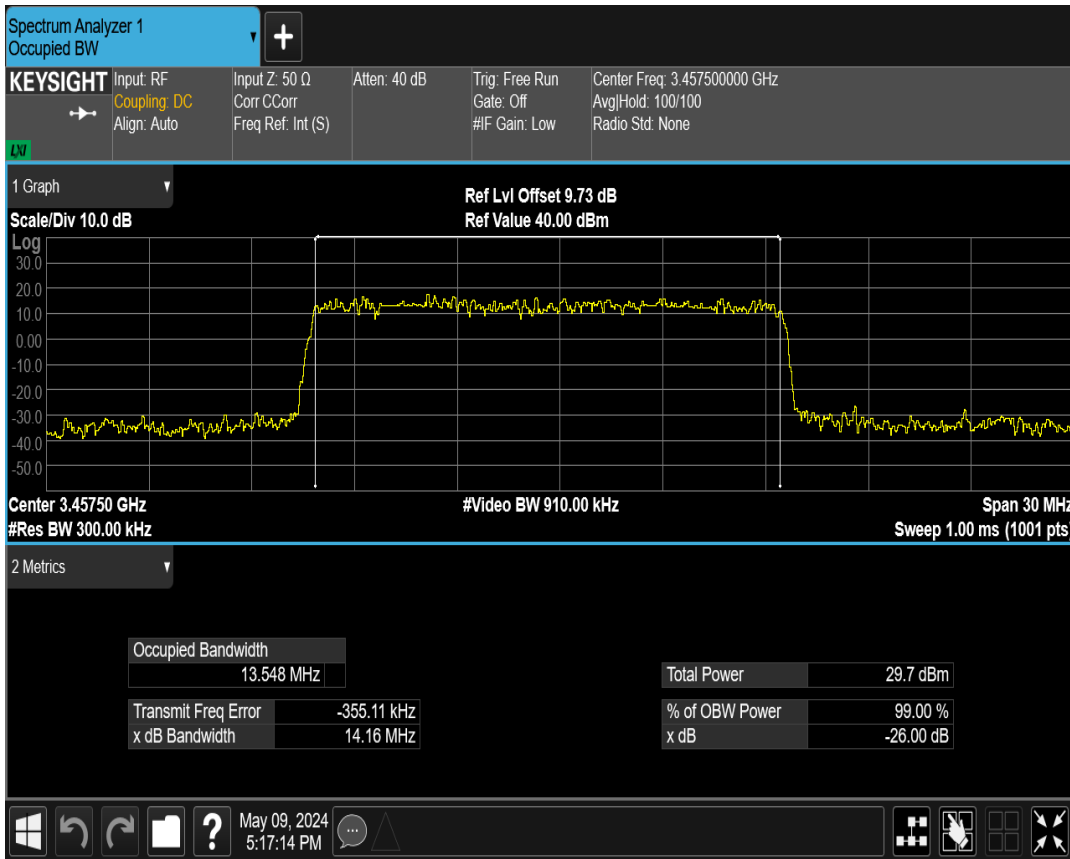 Spectrum Analyzer 1
Occupied BW
KEYSIGHT
Input: RF
Coupling: DC
Align: Auto
Input Z: 50 Ω
Corr CCorr
Freq Ref: Int (S)
Atten: 40 dB
Trig: Free Run
Gate: Off
#IF Gain: Low
Center Freq: 3.457500000 GHz
Avg|Hold: 100/100
Radio Std: None
LXI
1 Graph
Scale/Div 10.0 dB
Ref Lvl Offset 9.73 dB
Ref Value 40.00 dBm
Log
30.0
20.0
10.0
0.00
-10.0
-20.0
-30.0
-40.0
-50.0
Center 3.45750 GHz
#Res BW 300.00 kHz
#Video BW 910.00 kHz
Span 30 MHz
Sweep 1.00 ms (1001 pts)
2 Metrics
Occupied Bandwidth
13.548 MHz
Transmit Freq Error -355.11 kHz
x dB Bandwidth 14.16 MHz
Total Power 29.7 dBm
% of OBW Power 99.00 %
x dB -26.00 dB
May 09, 2024
5:17:14 PM